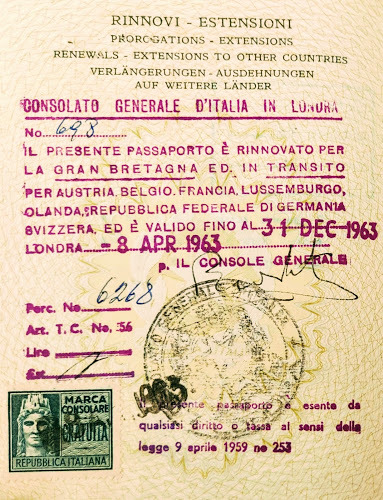 RINNOVI - ESTENSIONI
PROROGATIONS - EXTENSIONS
RENEWALS - EXTENSIONS TO OTHER COUNTRIES
VERLÄNGERUNGEN - AUSDEHNUNGEN
AUF WEITERE LÄNDER
CONSOLATO GENERALE D'ITALIA IN LONDRA
No. 698
IL PRESENTE PASSAPORTO È RINNOVATO PER
LA GRAN BRETAGNA ED. IN TRANSITO
PER AUSTRIA, BELGIO, FRANCIA, LUSSEMBURGO,
OLANDA, REPUBBLICA FEDERALE DI GERMANIA
SVIZZERA, ED È VALIDO FINO AL 31 DEC 1963
LONDRA - 8 APR 1963
p. IL CONSOLE GENERALE
Perc. No. 6268
Art. T. C. No. 56
Lire
MARCA
CONSOLARE
GRATUITA
REPUBBLICA ITALIANA
1963
Il presente passaporto è esente da
qualsiasi diritto o tassa ai sensi della
legge 9 aprile 1959 no 253